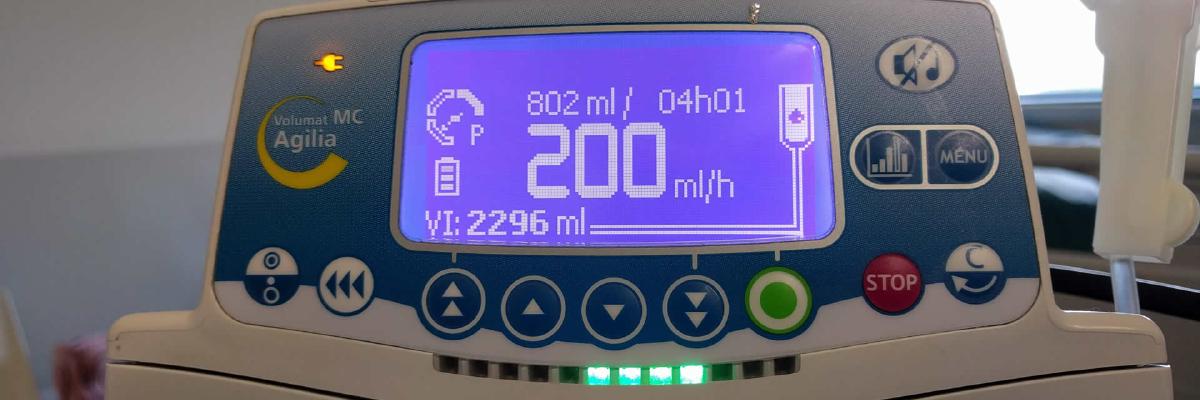 Volumat MC
Agilia
802 ml/ 04h01
P
200 ml/h
VI: 2296 ml
MENU
STOP
C